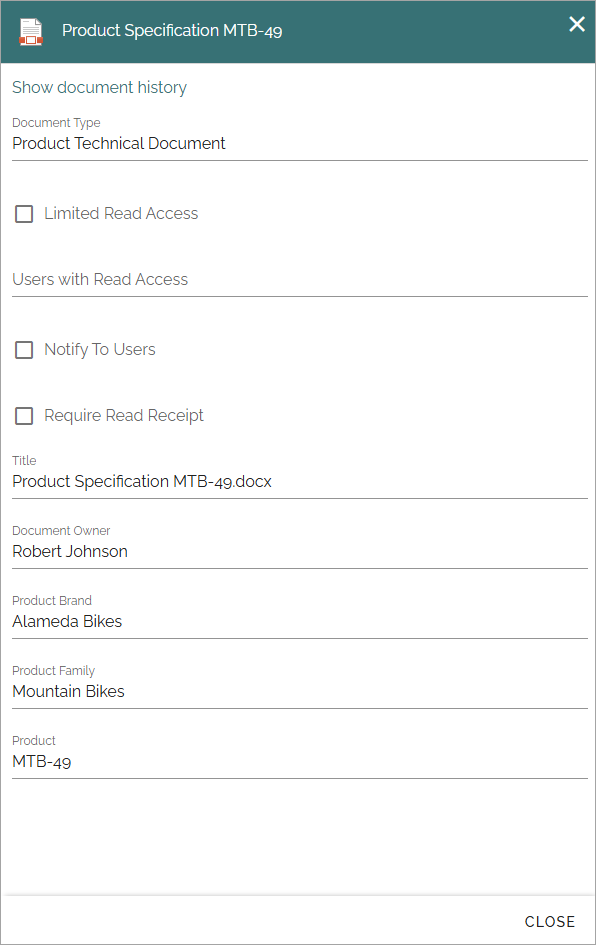 Product Specification MTB-49
Show document history
Document Type
Product Technical Document
Limited Read Access
Users with Read Access
Notify To Users
Require Read Receipt
Title
Product Specification MTB-49.docx
Document Owner
Robert Johnson
Product Brand
Alameda Bikes
Product Family
Mountain Bikes
Product
MTB-49
CLOSE